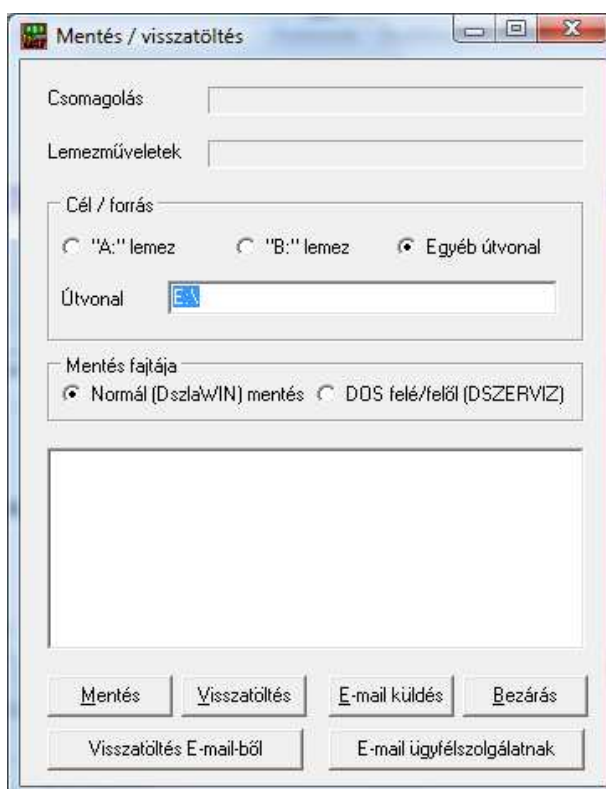 Mentés / visszatöltés
Csomagolás
Lemezműveletek
Cél / forrás
"A:" lemez "B:" lemez Egyéb útvonal
Útvonal E:\
Mentés fajtája
Normál (DszlaWIN) mentés DOS felé/felől (DSZERVIZ)
Mentés Visszatöltés E-mail küldés Bezárás
Visszatöltés E-mail-ből E-mail ügyfélszolgálatnak